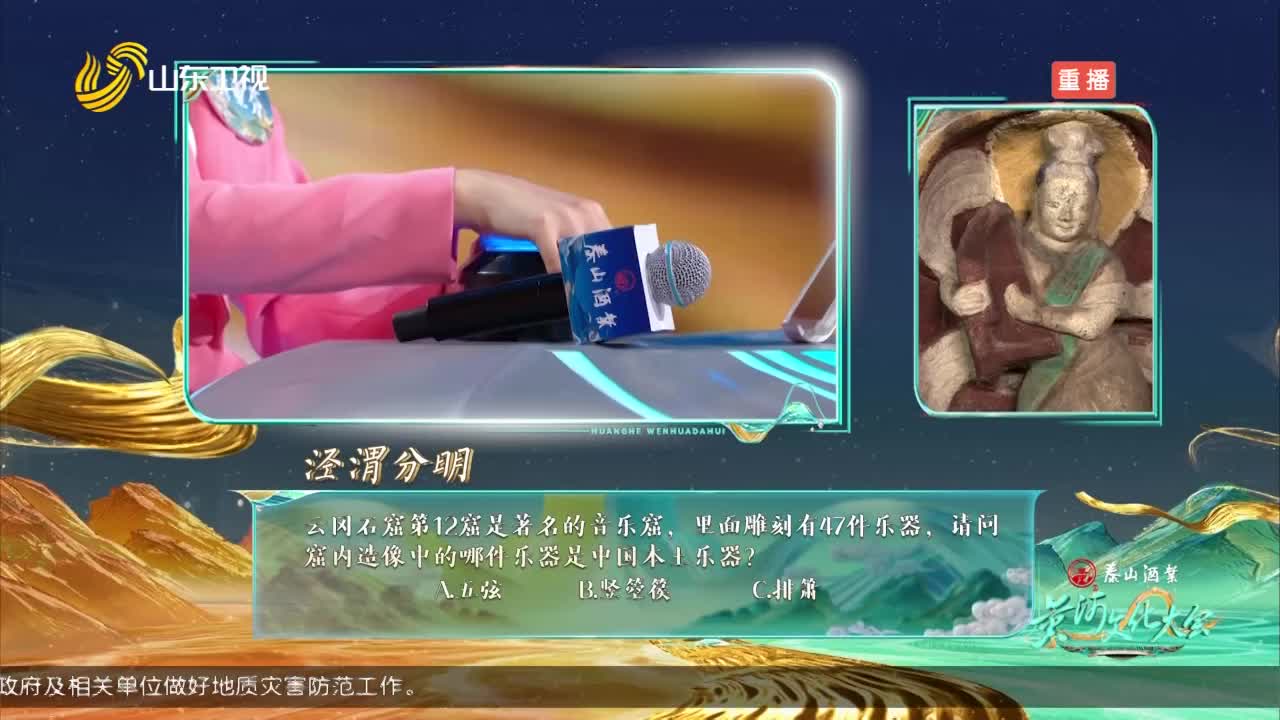 山东卫视
重播
泰山酒业
HUANGHE WENHUADAHUI
泾渭分明
云冈石窟第12窟是著名的音乐窟，里面雕刻有47件乐器，请问
窟内造像中的哪件乐器是中国本土乐器？
A.五弦 B.竖箜篌 C.排箫
泰山酒业
黄河文化大会
政府及相关单位做好地质灾害防范工作。